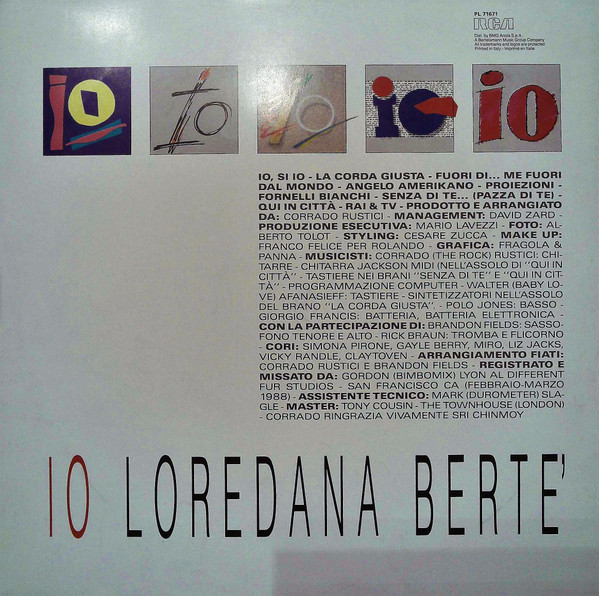 PL 71671
RCA
Dist. by BMG Ariola S.p.A.
A Bertelsmann Music Group Company
All trademarks and logos are protected
Printed in Italy - Imprimé en Italie
io io io io io
IO, SI IO - LA CORDA GIUSTA - FUORI DI... ME FUORI
DAL MONDO - ANGELO AMERIKANO - PROIEZIONI -
FORNELLI BIANCHI - SENZA DI TE... (PAZZA DI TE) -
QUI IN CITTÀ - RAI & TV - PRODOTTO E ARRANGIATO
DA: CORRADO RUSTICI - MANAGEMENT: DAVID ZARD -
PRODUZIONE ESECUTIVA: MARIO LAVEZZI - FOTO: AL-
BERTO TOLOT - STYLING: CESARE ZUCCA - MAKE UP:
FRANCO FELICE PER ROLANDO - GRAFICA: FRAGOLA &
PANNA - MUSICISTI: CORRADO (THE ROCK) RUSTICI: CHI-
TARRE - CHITARRA JACKSON MIDI (NELL'ASSOLO DI "QUI IN
CITTÀ" - TASTIERE NEI BRANI "SENZA DI TE" E "QUI IN CIT-
TÀ" - PROGRAMMAZIONE COMPUTER - WALTER (BABY LO-
VE) AFANASIEFF: TASTIERE - SINTETIZZATORI NELL'ASSOLO
DEL BRANO "LA CORDA GIUSTA". - POLO JONES: BASSO -
GIORGIO FRANCIS: BATTERIA, BATTERIA ELETTRONICA -
CON LA PARTECIPAZIONE DI: BRANDON FIELDS: SASSO-
FONO TENORE E ALTO - RICK BRAUN: TROMBA E FLICORNO
- CORI: SIMONA PIRONE, GAYLE BERRY, MIRO, LIZ JACKS,
VICKY RANDLE, CLAYTOVEN - ARRANGIAMENTO FIATI:
CORRADO RUSTICI E BRANDON FIELDS - REGISTRATO E
MISSATO DA: GORDON (BIMBOMIX) LYON AL DIFFERENT
FUR STUDIOS - SAN FRANCISCO CA (FEBBRAIO-MARZO
1988) - ASSISTENTE TECNICO: MARK (DUROMETER) SLA-
GLE - MASTER: TONY COUSIN - THE TOWNHOUSE (LONDON)
- CORRADO RINGRAZIA VIVAMENTE SRI CHINMOY
IO LOREDANA BERTE'